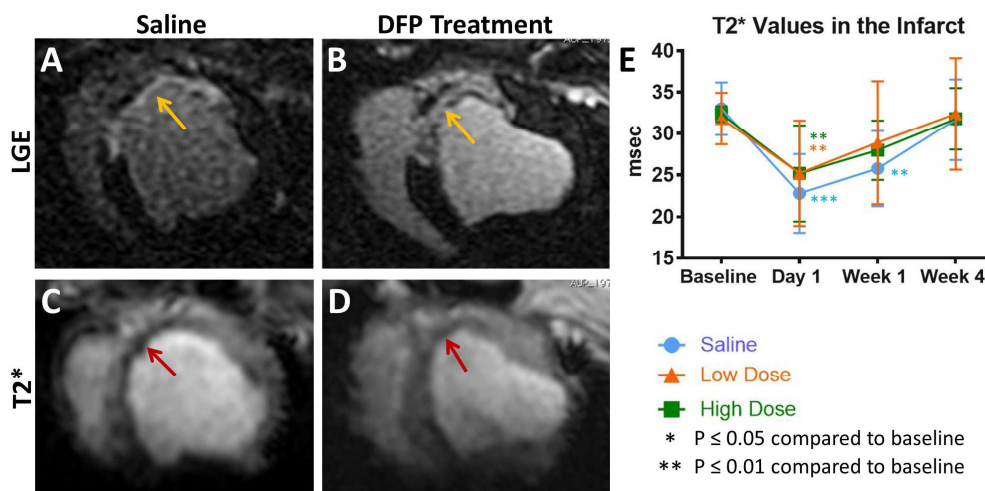 Saline
DFP Treatment
LGE
T2*
A
B
C
D
E
T2* Values in the Infarct
msec
40
35
30
25
20
15
**
**
***
**
Baseline Day 1 Week 1 Week 4
Saline
Low Dose
High Dose
* P ≤ 0.05 compared to baseline
** P ≤ 0.01 compared to baseline